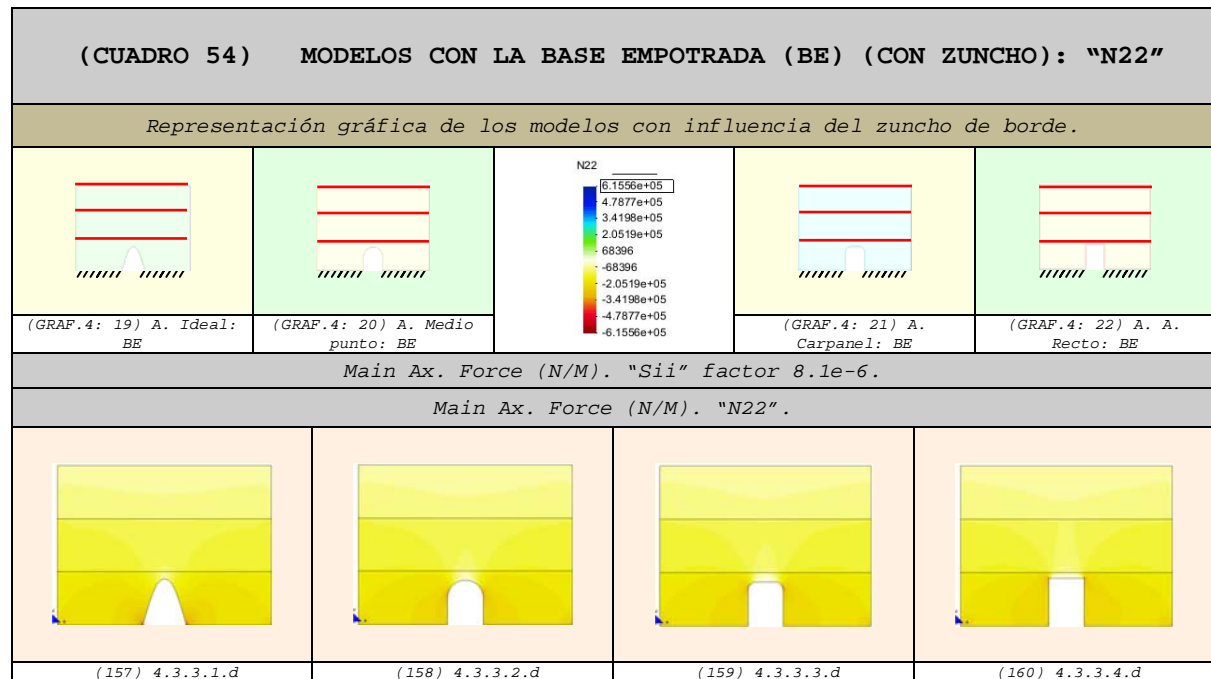 (CUADRO 54) MODELOS CON LA BASE EMPOTRADA (BE) (CON ZUNCHO): “N22”
Representación gráfica de los modelos con influencia del zuncho de borde.
N22
6.1556e+05
4.7877e+05
3.4198e+05
2.0519e+05
68396
-68396
-2.0519e+05
-3.4198e+05
-4.7877e+05
-6.1556e+05
(GRAF.4: 19) A. Ideal:
BE
(GRAF.4: 20) A. Medio
punto: BE
(GRAF.4: 21) A.
Carpanel: BE
(GRAF.4: 22) A. A.
Recto: BE
Main Ax. Force (N/M). “Sii” factor 8.1e-6.
Main Ax. Force (N/M). “N22”.
(157) 4.3.3.1.d
(158) 4.3.3.2.d
(159) 4.3.3.3.d
(160) 4.3.3.4.d